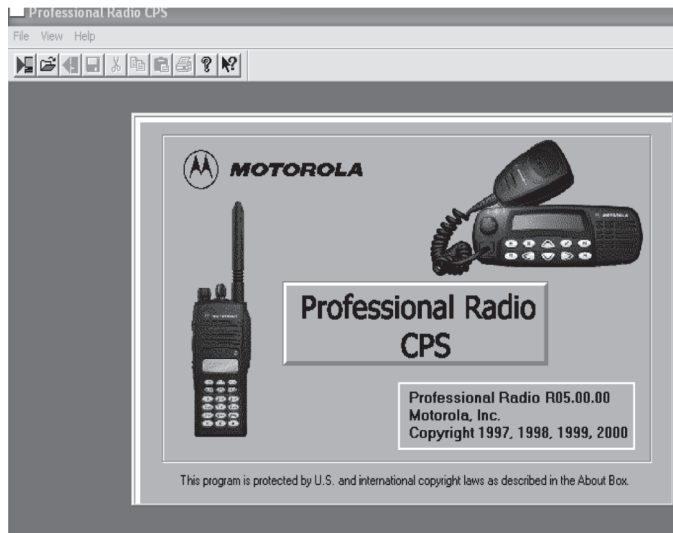 Professional Radio CPS
File View Help
MOTOROLA
Professional Radio
CPS
Professional Radio R05.00.00
Motorola, Inc.
Copyright 1997, 1998, 1999, 2000
This program is protected by U.S. and international copyright laws as described in the About Box.